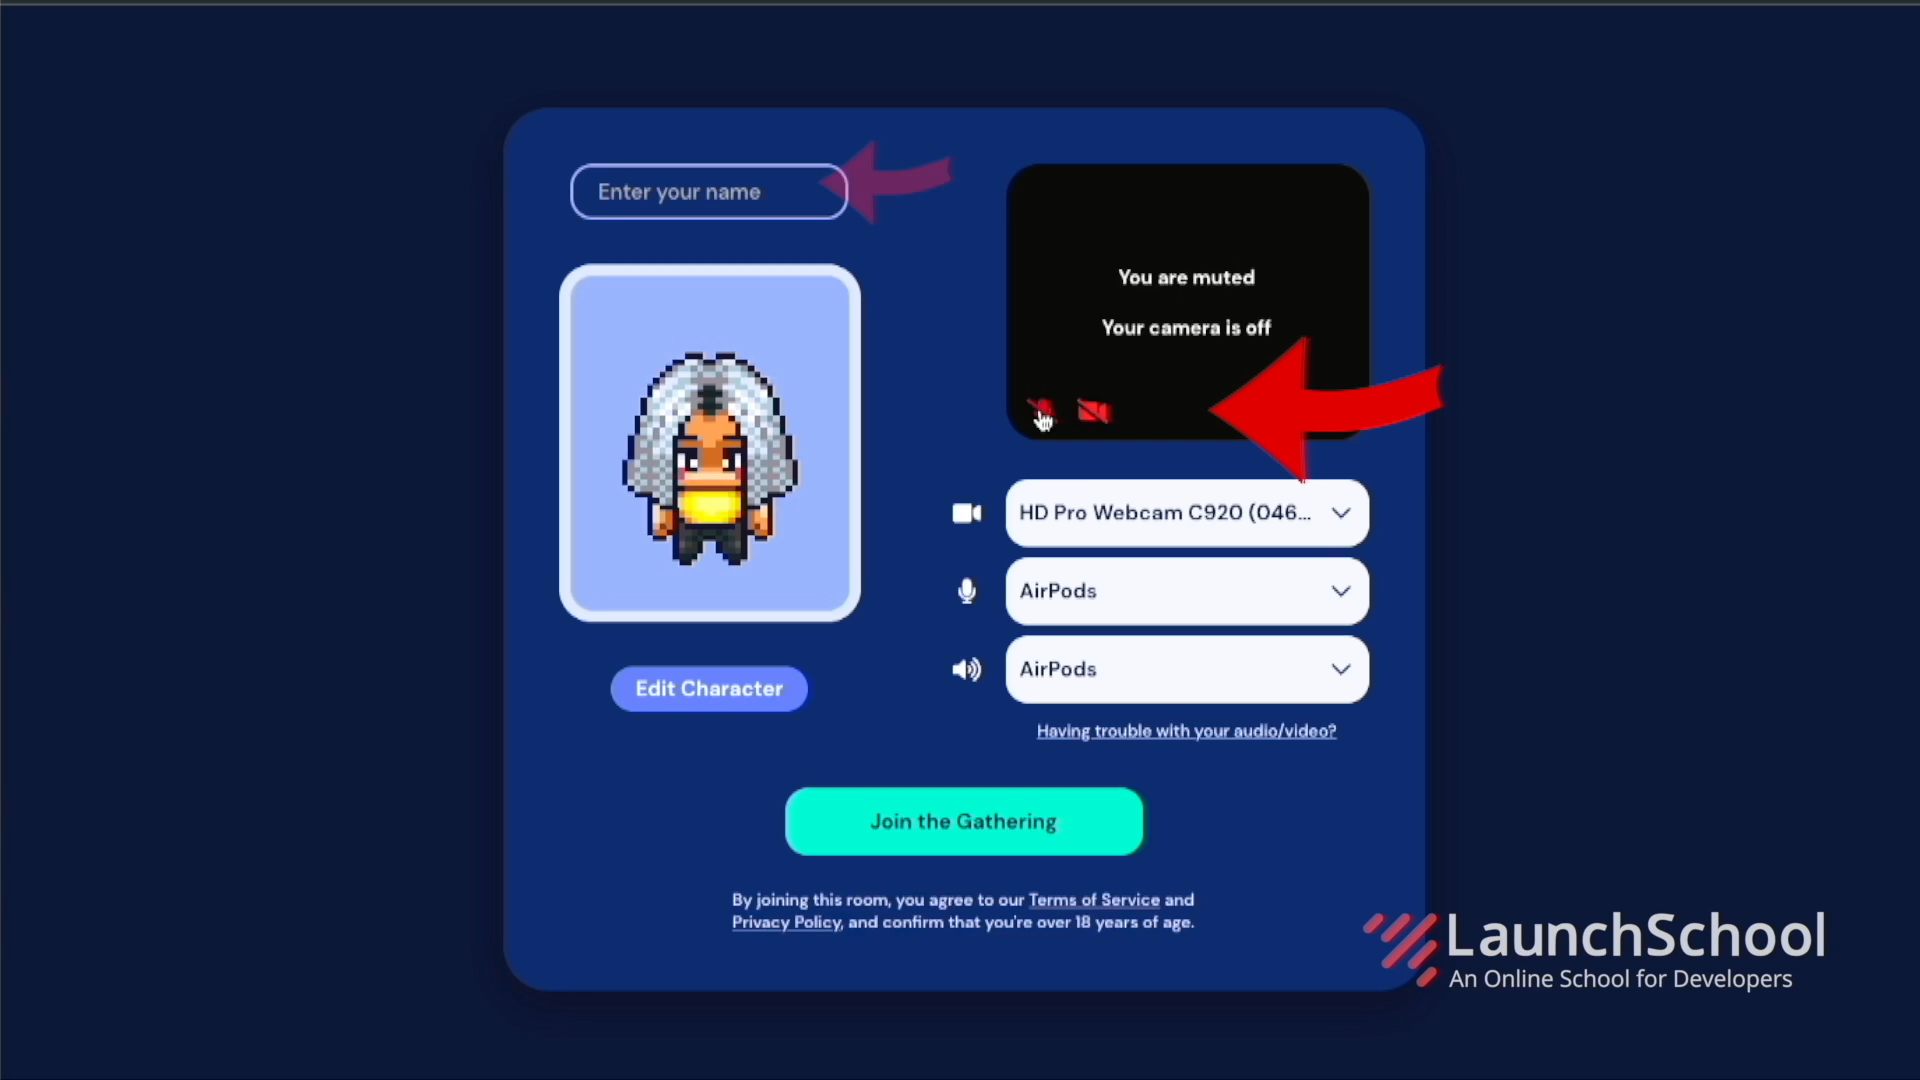 Enter your name
You are muted
Your camera is off
HD Pro Webcam C920 (046...
AirPods
AirPods
Edit Character
Having trouble with your audio/video?
Join the Gathering
By joining this room, you agree to our Terms of Service and
Privacy Policy, and confirm that you're over 18 years of age.
LaunchSchool
An Online School for Developers